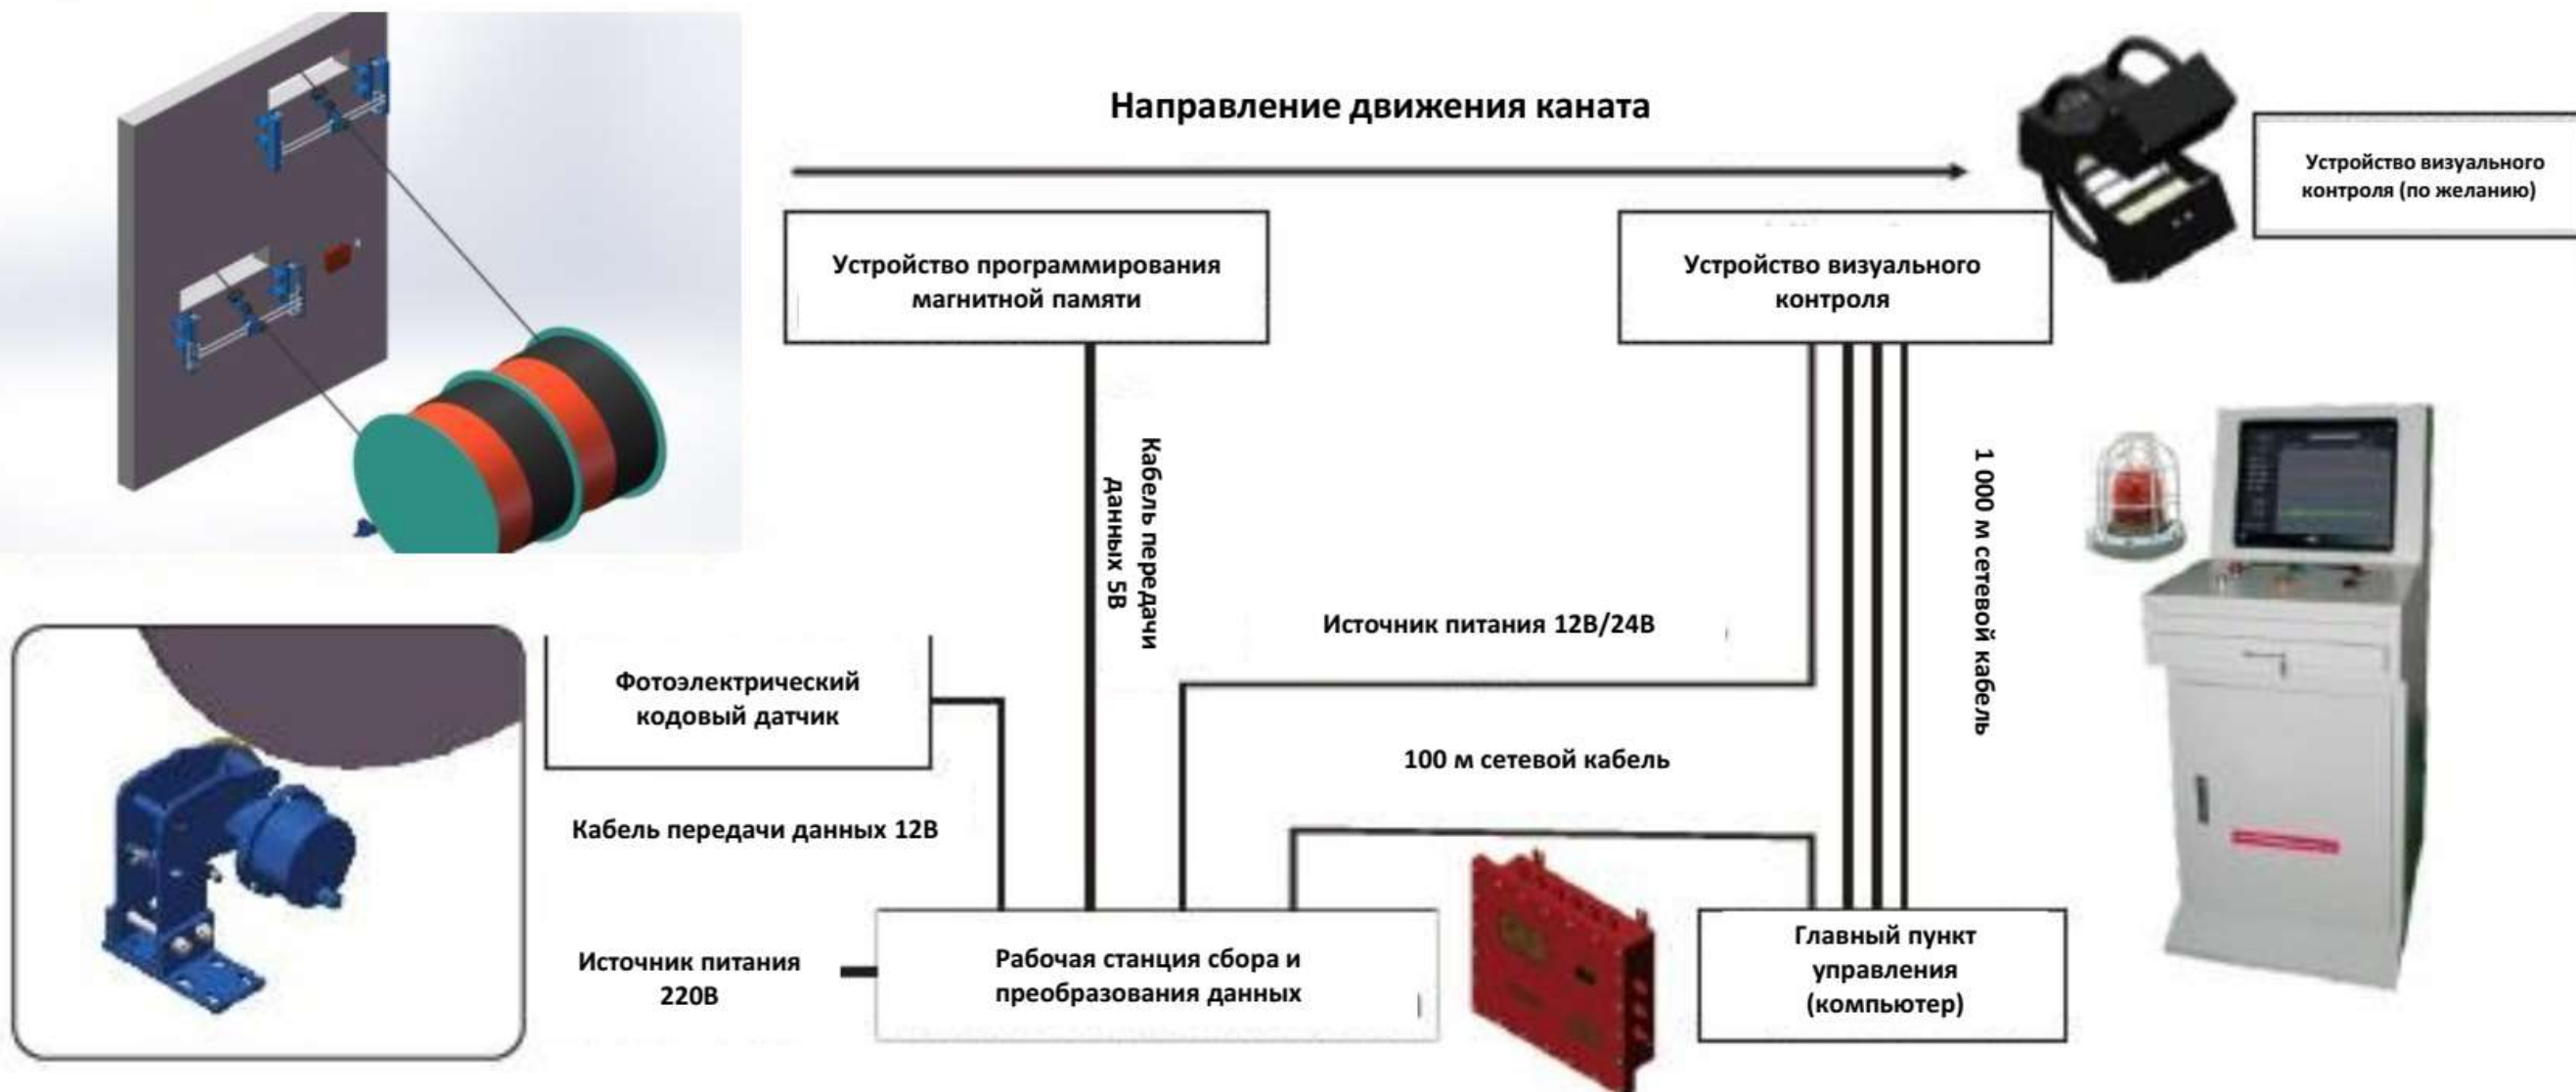 Направление движения каната
Устройство визуального
контроля (по желанию)
Устройство программирования
магнитной памяти
Устройство визуального
контроля
Кабель передачи
данных 5В
1 000 м сетевой кабель
Источник питания 12В/24В
Фотоэлектрический
кодовый датчик
100 м сетевой кабель
Кабель передачи данных 12В
Источник питания
220В
Рабочая станция сбора и
преобразования данных
Главный пункт
управления
(компьютер)